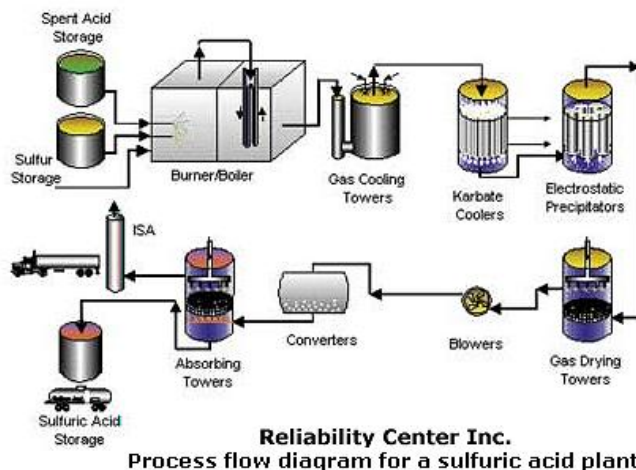 Spent Acid
Storage
Sulfur
Storage
Burner/Boiler
Gas Cooling
Towers
Karbate
Coolers
Electrostatic
Precipitators
ISA
Absorbing
Towers
Converters
Blowers
Gas Drying
Towers
Sulfuric Acid
Storage
Reliability Center Inc.
Process flow diagram for a sulfuric acid plant